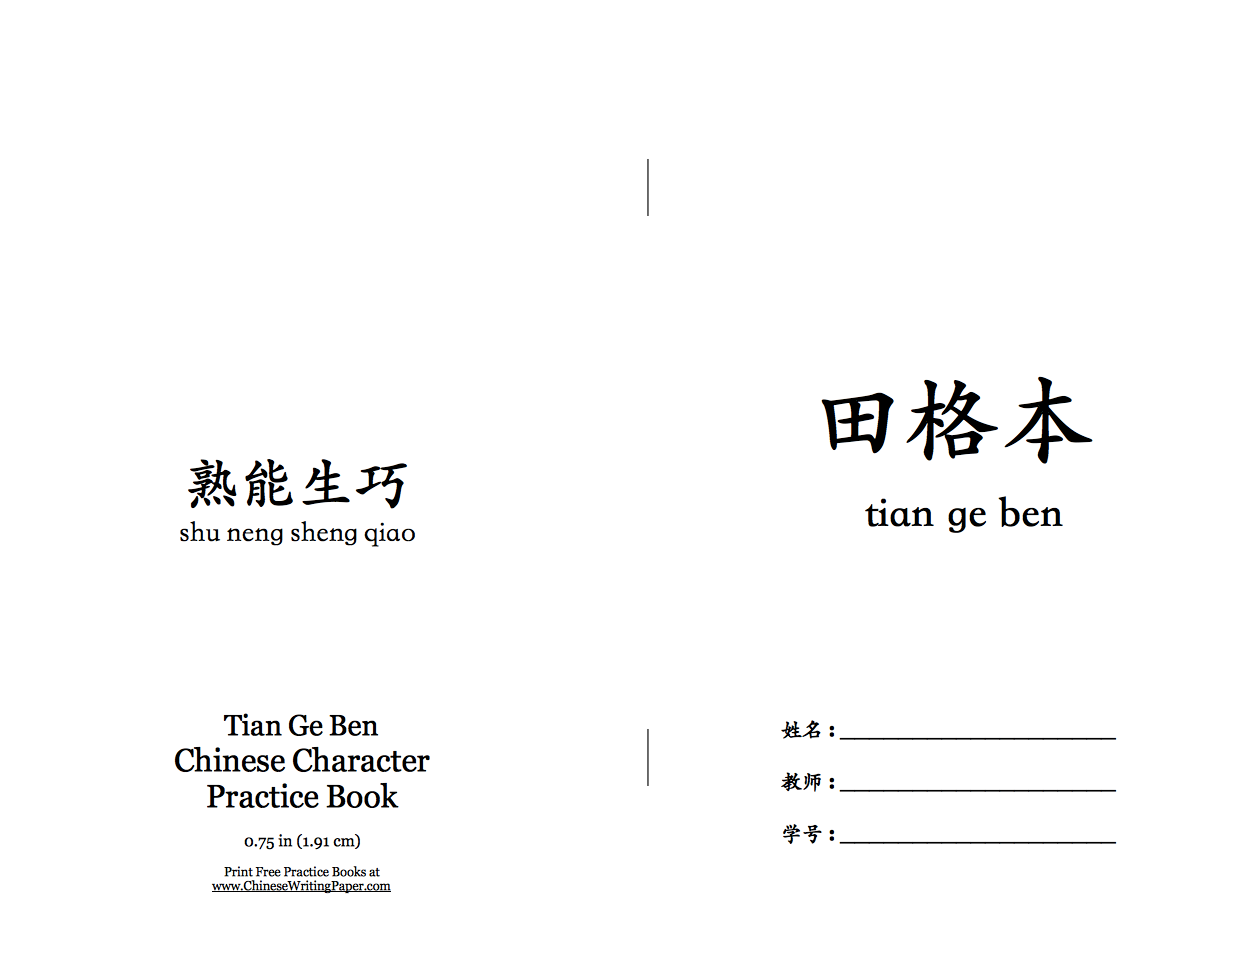 熟能生巧
shu neng sheng qiao
Tian Ge Ben
Chinese Character
Practice Book
0.75 in (1.91 cm)
Print Free Practice Books at
www.ChineseWritingPaper.com
田格本
tian ge ben
姓名：
教师：
学号：